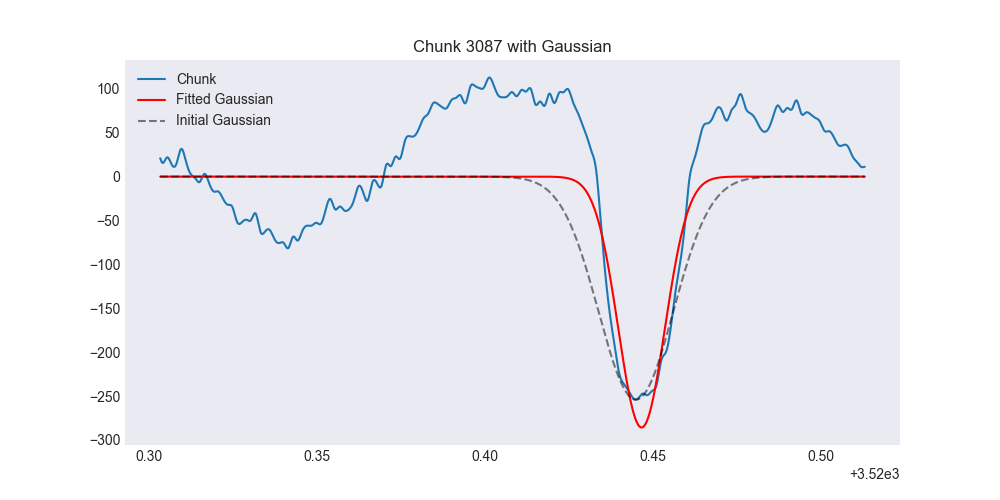 Chunk 3087 with Gaussian
Chunk
Fitted Gaussian
Initial Gaussian
100
50
0
−50
−100
−150
−200
−250
−300
0.30 0.35 0.40 0.45 0.50
+3.52e3